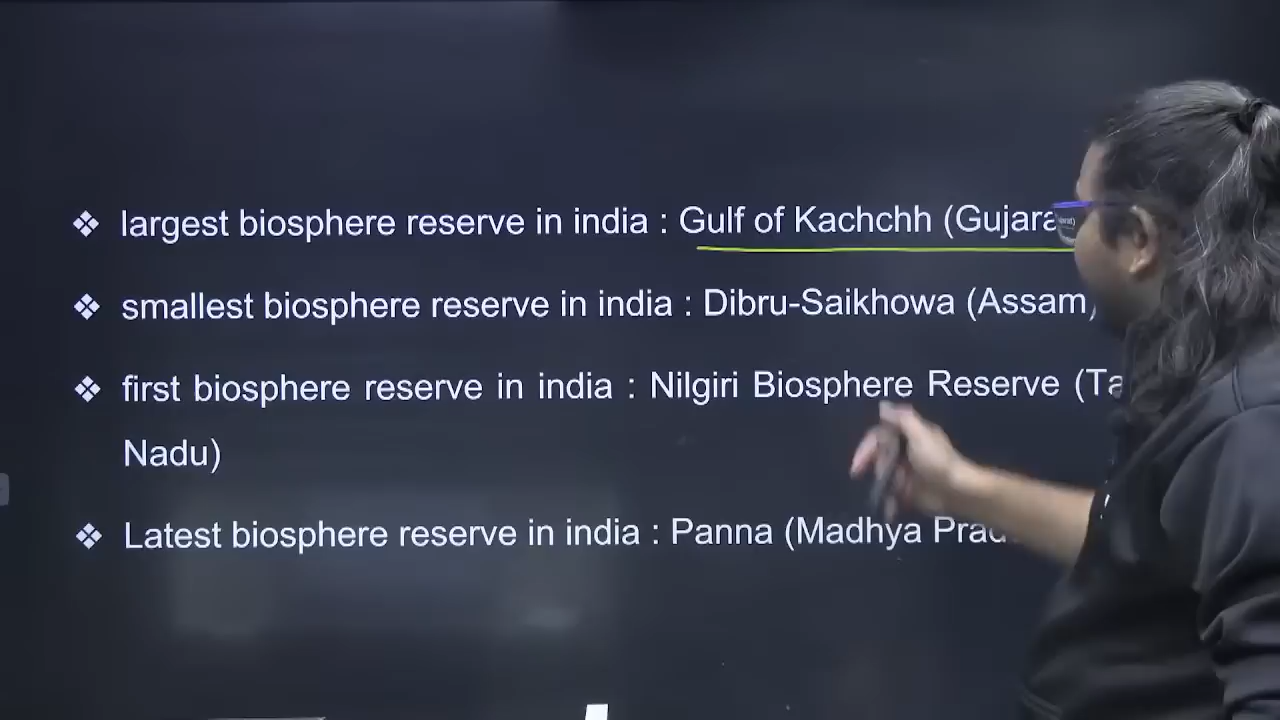 ❖ largest biosphere reserve in india : Gulf of Kachchh (Gujara
❖ smallest biosphere reserve in india : Dibru-Saikhowa (Assam)
❖ first biosphere reserve in india : Nilgiri Biosphere Reserve (Ta
Nadu)
❖ Latest biosphere reserve in india : Panna (Madhya Prad